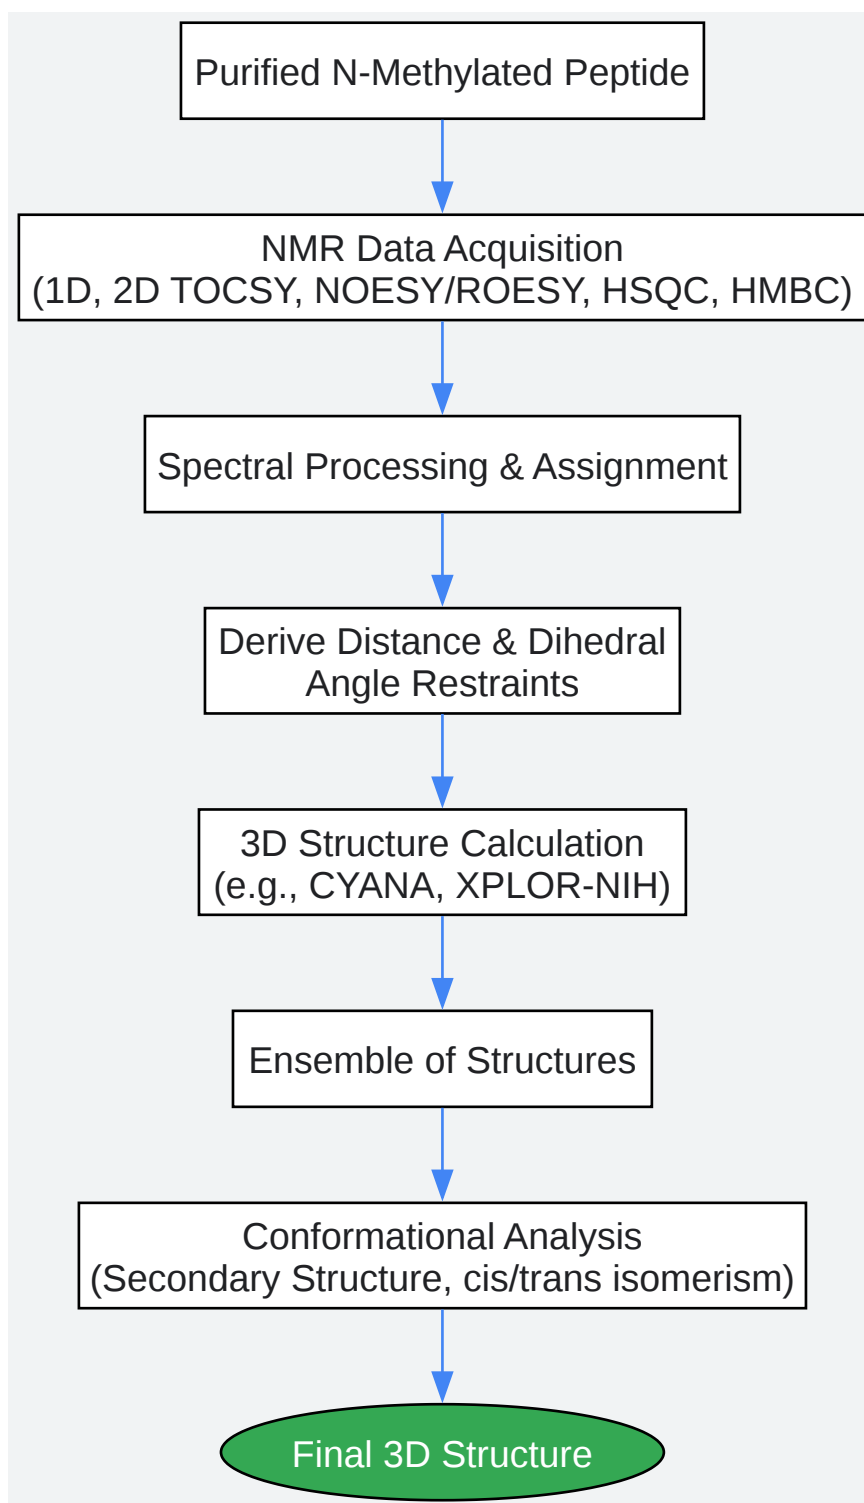 Purified N-Methylated Peptide
NMR Data Acquisition
(1D, 2D TOCSY, NOESY/ROESY, HSQC, HMBC)
Spectral Processing & Assignment
Derive Distance & Dihedral
Angle Restraints
3D Structure Calculation
(e.g., CYANA, XPLOR-NIH)
Ensemble of Structures
Conformational Analysis
(Secondary Structure, cis/trans isomerism)
Final 3D Structure